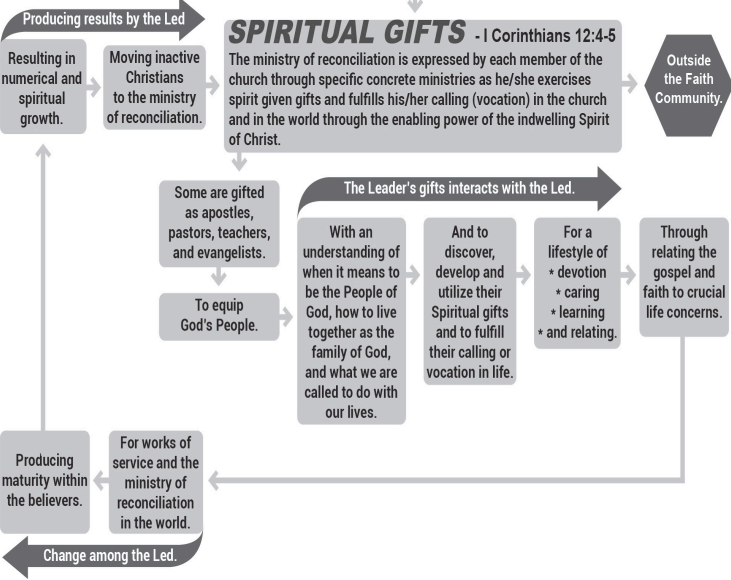 Producing results by the Led
Resulting in
numerical and
spiritual
growth.
Moving inactive
Christians
to the ministry
of reconciliation.
SPIRITUAL GIFTS - I Corinthians 12:4-5
The ministry of reconciliation is expressed by each member of the
church through specific concrete ministries as he/she exercises
spirit given gifts and fulfills his/her calling (vocation) in the church
and in the world through the enabling power of the indwelling Spirit
of Christ.
Outside
the Faith
Community.
Some are gifted
as apostles,
pastors, teachers,
and evangelists.
To equip
God's People.
The Leader's gifts interacts with the Led.
With an
understanding of
when it means to
be the People of
God, how to live
together as the
family of God,
and what we are
called to do with
our lives.
And to
discover,
develop and
utilize their
Spiritual gifts
and to fulfill
their calling or
vocation in life.
For a
lifestyle of
* devotion
* caring
* learning
* and relating.
Through
relating the
gospel and
faith to crucial
life concerns.
For works of
service and the
ministry of
reconciliation
in the world.
Producing
maturity within
the believers.
Change among the Led.